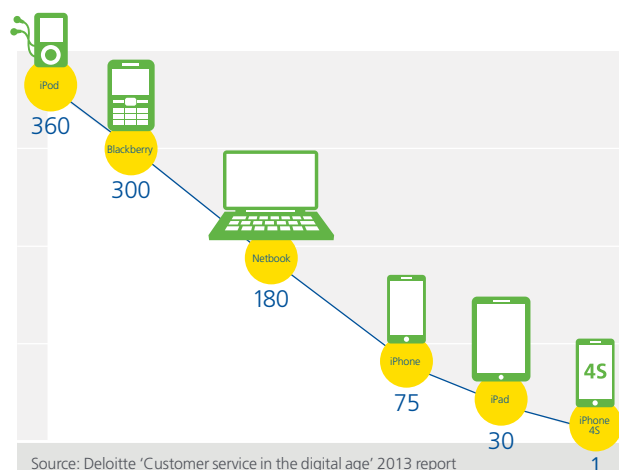 iPod
360
Blackberry
300
Netbook
180
iPhone
75
iPad
30
4S
iPhone
4S
1
Source: Deloitte ‘Customer service in the digital age’ 2013 report